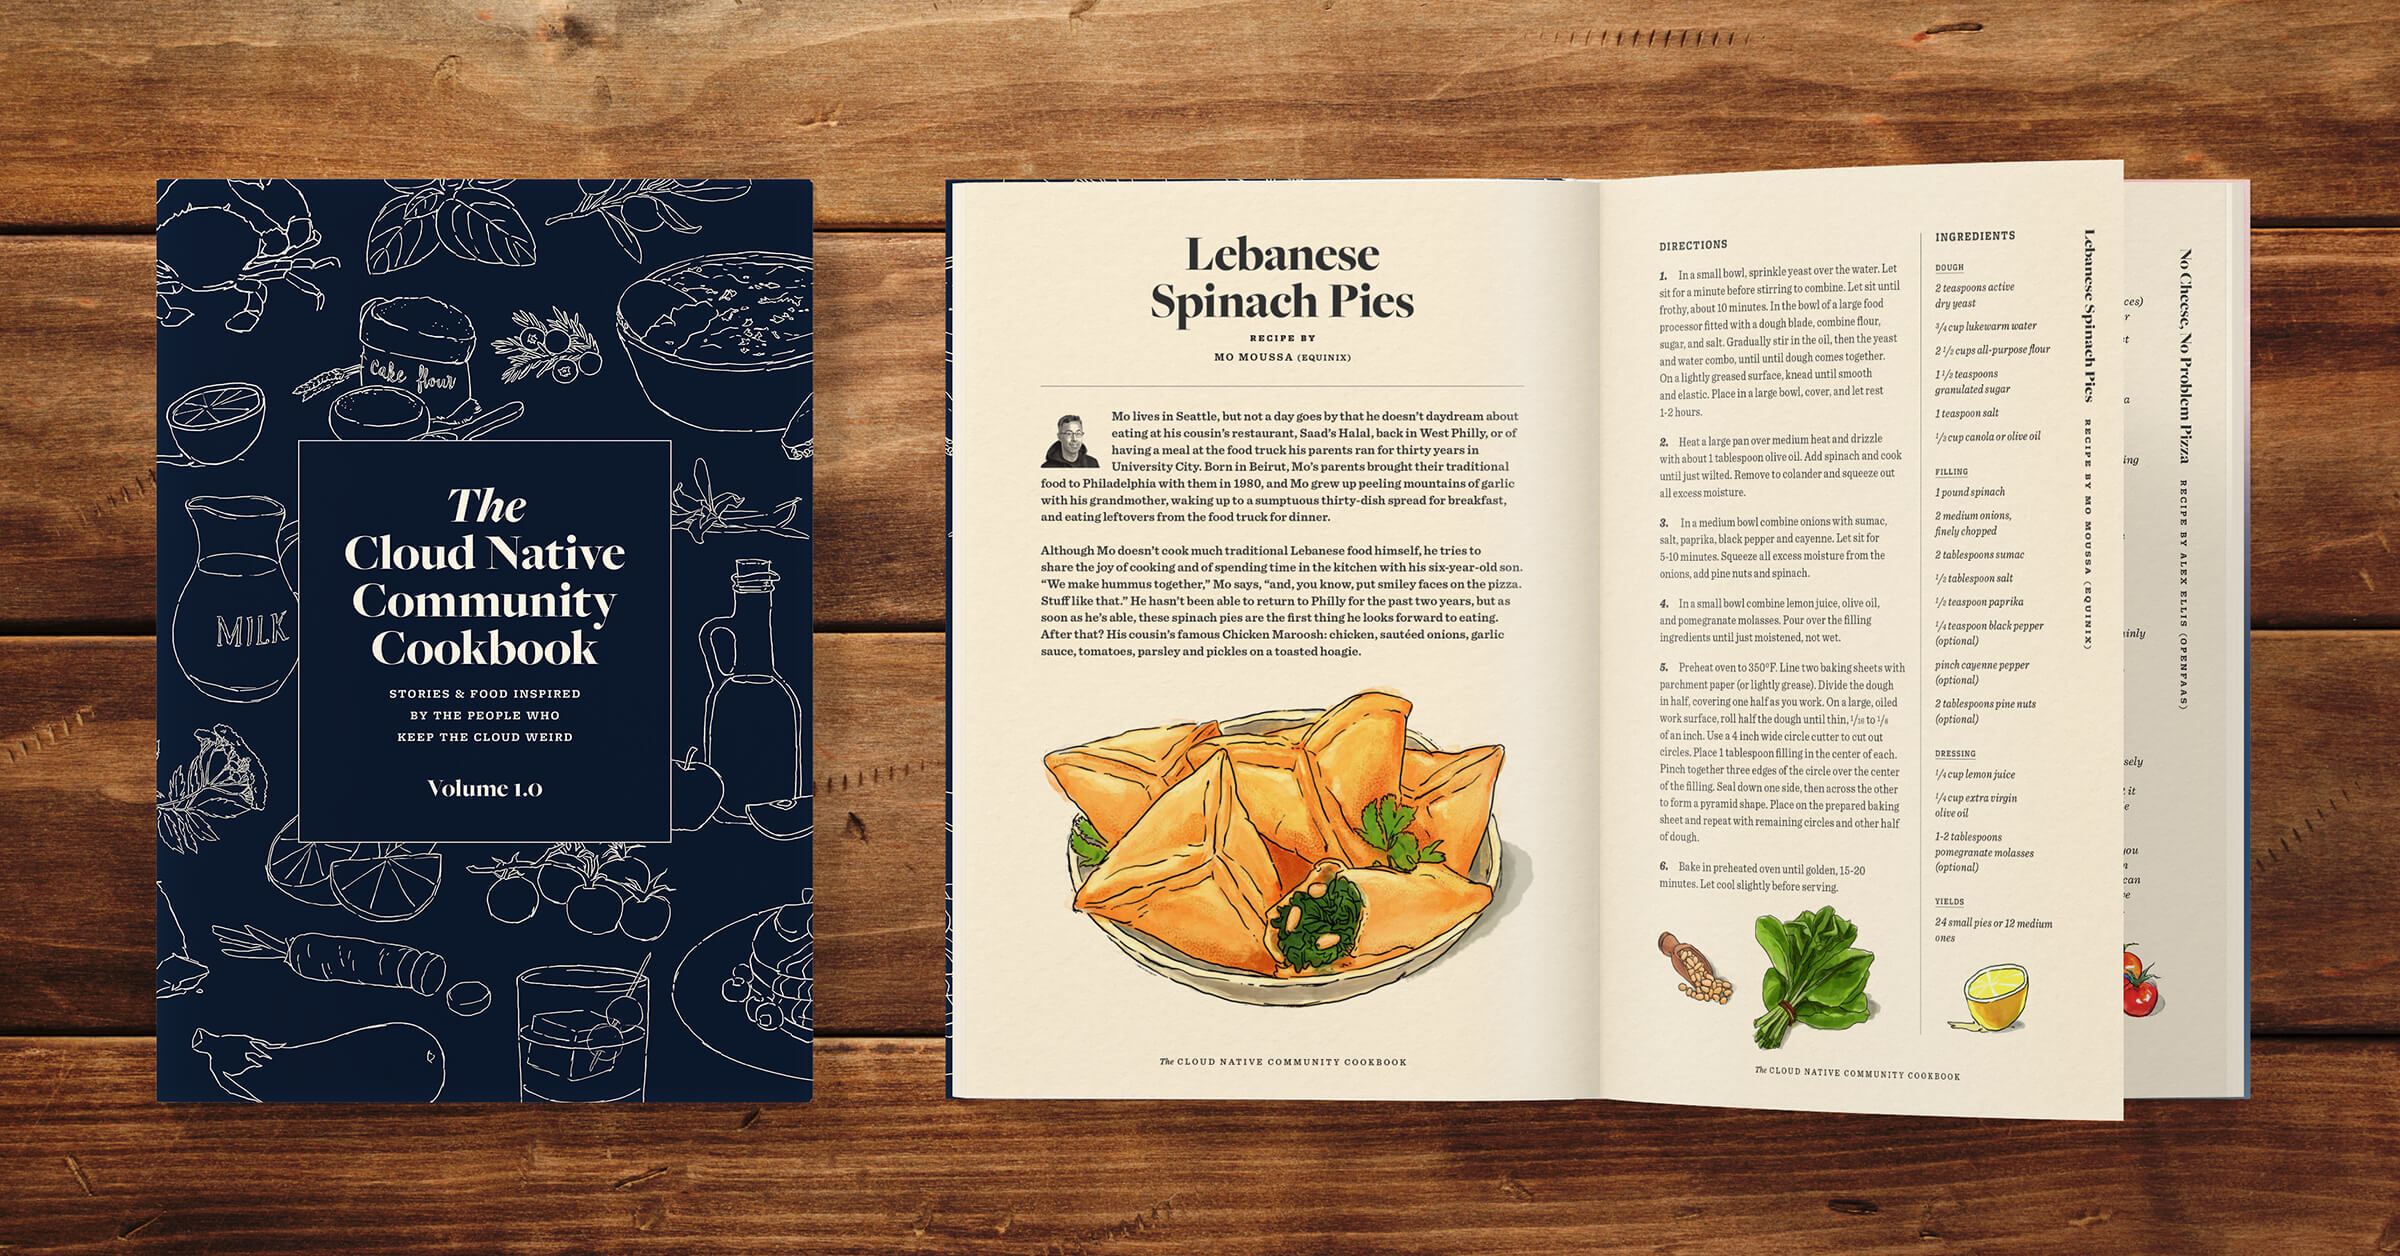 Cake flour
MILK
The
Cloud Native
Community
Cookbook
STORIES & FOOD INSPIRED
BY THE PEOPLE WHO
KEEP THE CLOUD WEIRD
Volume 1.0
Lebanese
Spinach Pies
RECIPE BY
MO MOUSSA (EQUINIX)
Mo lives in Seattle, but not a day goes by that he doesn't daydream about
eating at his cousin's restaurant, Saad's Halal, back in West Philly, or of
having a meal at the food truck his parents ran for thirty years in
University City. Born in Beirut, Mo's parents brought their traditional
food to Philadelphia with them in 1980, and Mo grew up peeling mountains of garlic
with his grandmother, waking up to a sumptuous thirty-dish spread for breakfast,
and eating leftovers from the food truck for dinner.
Although Mo doesn't cook much traditional Lebanese food himself, he tries to
share the joy of cooking and of spending time in the kitchen with his six-year-old son.
“We make hummus together,” Mo says, “and, you know, put smiley faces on the pizza.
Stuff like that.” He hasn't been able to return to Philly for the past two years, but as
soon as he's able, these spinach pies are the first thing he looks forward to eating.
After that? His cousin's famous Chicken Maroosh: chicken, sautéed onions, garlic
sauce, tomatoes, parsley and pickles on a toasted hoagie.
The CLOUD NATIVE COMMUNITY COOKBOOK
DIRECTIONS
1. In a small bowl, sprinkle yeast over the water. Let
sit for a minute before stirring to combine. Let sit until
frothy, about 10 minutes. In the bowl of a large food
processor fitted with a dough blade, combine flour,
sugar, and salt. Gradually stir in the oil, then the yeast
and water combo, until until dough comes together.
On a lightly greased surface, knead until smooth
and elastic. Place in a large bowl, cover, and let rest
1-2 hours.
2. Heat a large pan over medium heat and drizzle
with about 1 tablespoon olive oil. Add spinach and cook
until just wilted. Remove to colander and squeeze out
all excess moisture.
3. In a medium bowl combine onions with sumac,
salt, paprika, black pepper and cayenne. Let sit for
5-10 minutes. Squeeze all excess moisture from the
onions, add pine nuts and spinach.
4. In a small bowl combine lemon juice, olive oil,
and pomegranate molasses. Pour over the filling
ingredients until just moistened, not wet.
5. Preheat oven to 350°F. Line two baking sheets with
parchment paper (or lightly grease). Divide the dough
in half, covering one half as you work. On a large, oiled
work surface, roll half the dough until thin, 1/16 to 1/8
of an inch. Use a 4 inch wide circle cutter to cut out
circles. Place 1 tablespoon filling in the center of each.
Pinch together three edges of the circle over the center
of the filling. Seal down one side, then across the other
to form a pyramid shape. Place on the prepared baking
sheet and repeat with remaining circles and other half
of dough.
6. Bake in preheated oven until golden, 15-20
minutes. Let cool slightly before serving.
INGREDIENTS
DOUGH
2 teaspoons active
dry yeast
3/4 cup lukewarm water
2 1/2 cups all-purpose flour
1 1/2 teaspoons
granulated sugar
1 teaspoon salt
1/3 cup canola or olive oil
FILLING
1 pound spinach
2 medium onions,
finely chopped
2 tablespoons sumac
1/2 tablespoon salt
1/2 teaspoon paprika
1/4 teaspoon black pepper
(optional)
pinch cayenne pepper
(optional)
2 tablespoons pine nuts
(optional)
DRESSING
1/4 cup lemon juice
1/4 cup extra virgin
olive oil
1-2 tablespoons
pomegranate molasses
(optional)
YIELDS
24 small pies or 12 medium
ones
The CLOUD NATIVE COMMUNITY COOKBOOK
Lebanese Spinach Pies RECIPE BY MO MOUSSA (EQUINIX)
No Cheese, No Problem Pizza RECIPE BY ALEX ELLIS (OPENFAAS)